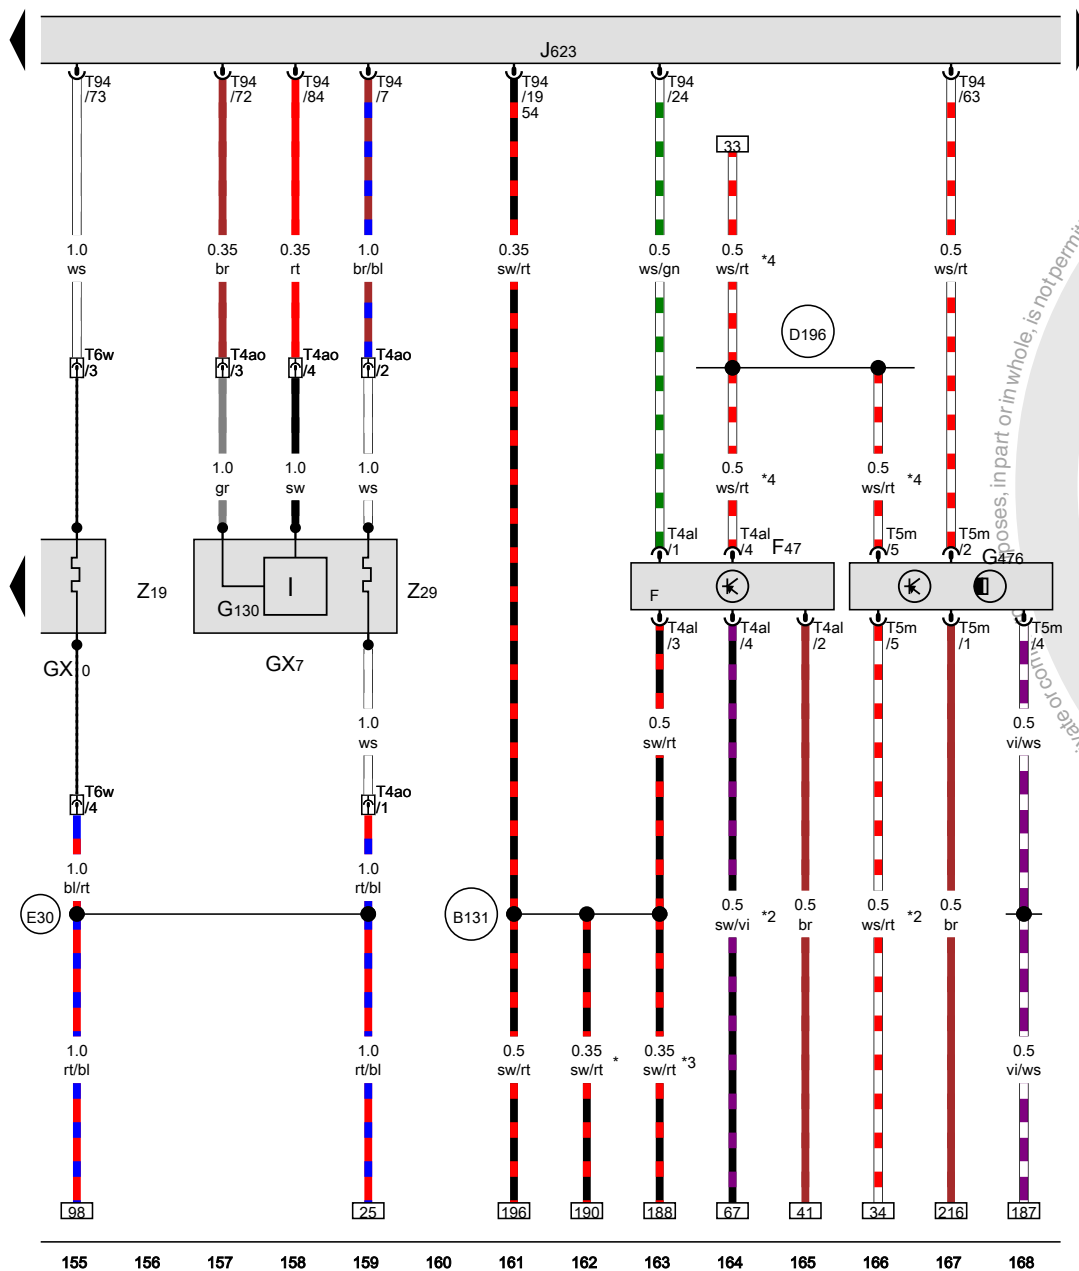 J623
T94 /73
T94 /72
T94 /84
T94 /7
T94 /19 54
T94 /24
T94 /63
33
1.0 ws
0.35 br
0.35 rt
1.0 br/bl
0.35 sw/rt
0.5 ws/gn
0.5 ws/rt *4
0.5 ws/rt
D196
T6w /3
T4ao /3
T4ao /4
T4ao /2
1.0 gr
1.0 sw
1.0 ws
0.5 ws/rt *4
0.5 ws/rt *4
T4al /1
T4al /4
F47
T5m /5
T5m /2
G476
Z19
G130
I
Z29
F
GX10
GX7
T4al /3
T4al /4
T4al /2
T5m /5
T5m /1
T5m /4
1.0 ws
0.5 sw/rt
0.5 vi/ws
T6w /4
T4ao /1
1.0 bl/rt
1.0 rt/bl
E30
B131
0.5 sw/vi *2
0.5 br
0.5 ws/rt *2
0.5 br
1.0 rt/bl
1.0 rt/bl
0.5 sw/rt
0.35 sw/rt *
0.35 sw/rt *3
0.5 vi/ws
98
25
196
190
188
67
41
34
216
187
155 156 157 158 159 160 161 162 163 164 165 166 167 168
poses, in part or in whole, is not permit